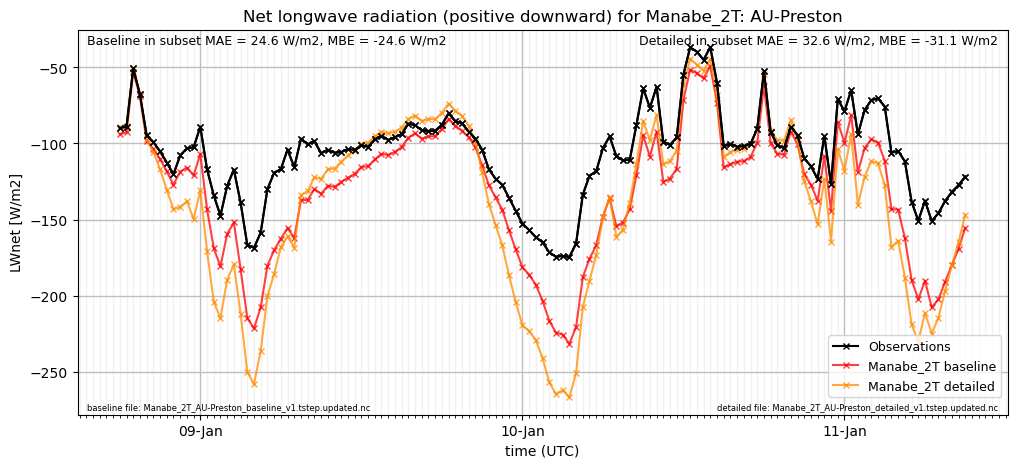 Net longwave radiation (positive downward) for Manabe_2T: AU-Preston
Baseline in subset MAE = 24.6 W/m2, MBE = -24.6 W/m2
Detailed in subset MAE = 32.6 W/m2, MBE = -31.1 W/m2
−50
−100
−150
−200
−250
LWnet [W/m2]
Observations
Manabe_2T baseline
Manabe_2T detailed
baseline file: Manabe_2T_AU-Preston_baseline_v1.tstep.updated.nc
detailed file: Manabe_2T_AU-Preston_detailed_v1.tstep.updated.nc
09-Jan
10-Jan
11-Jan
time (UTC)